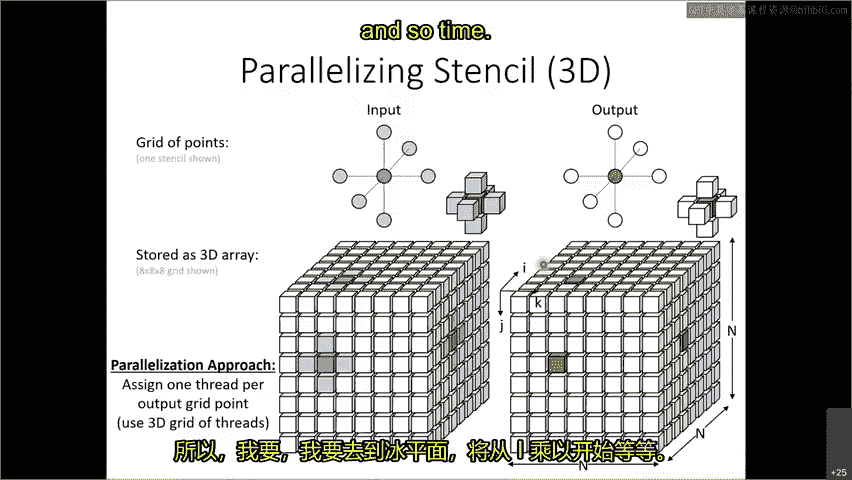 and so time.
Parallelizing Stencil (3D)
Input
Output
Grid of points:
(one stencil shown)
Stored as 3D array:
(8x8x8 grid shown)
i
k
j
N
N
N
Parallelization Approach:
Assign one thread per
output grid point
(use 3D grid of threads)
所以，我要，我要去到冰平面，将从 I 乘以开始等等。
+25